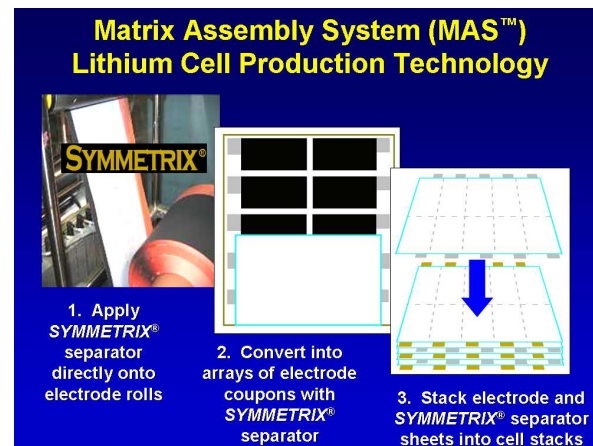 Matrix Assembly System (MAS™)
Lithium Cell Production Technology
SYMMETRIX®
1. Apply
SYMMETRIX®
separator
directly onto
electrode rolls
2. Convert into
arrays of electrode
coupons with
SYMMETRIX®
separator
3. Stack electrode and
SYMMETRIX® separator
sheets into cell stacks